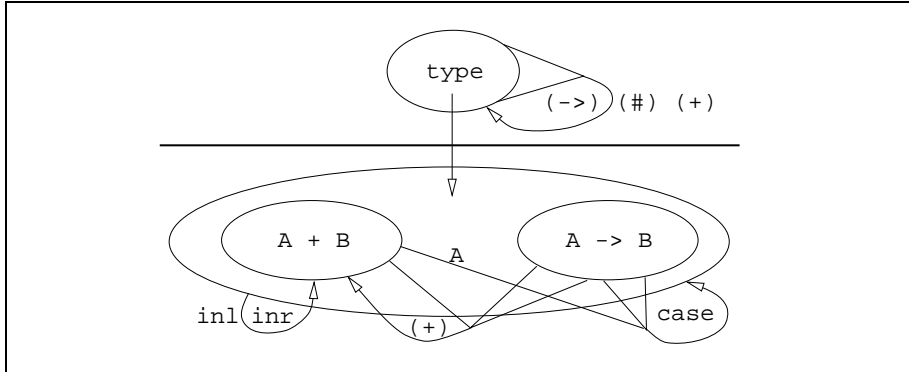 type
(->) (#) (+)
A + B
A
A -> B
inl inr
(+)
case